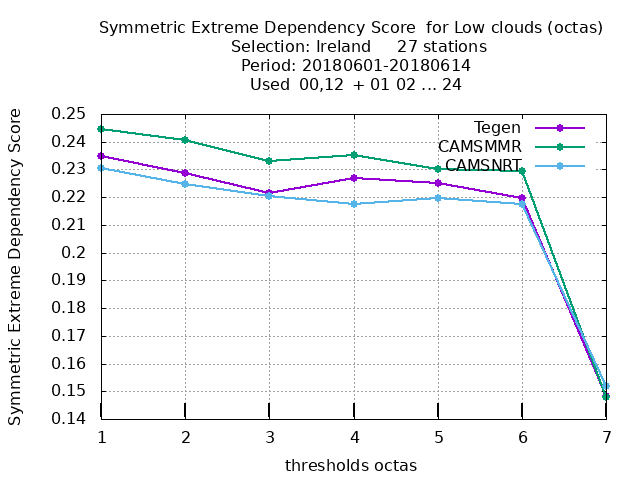 Symmetric Extreme Dependency Score for Low clouds (octas)
Selection: Ireland 27 stations
Period: 20180601-20180614
Used 00,12 + 01 02 ... 24
Symmetric Extreme Dependency Score
0.25
0.24
0.23
0.22
0.21
0.2
0.19
0.18
0.17
0.16
0.15
0.14
Tegen
CAMSMMR
CAMSNRT
1 2 3 4 5 6 7
thresholds octas